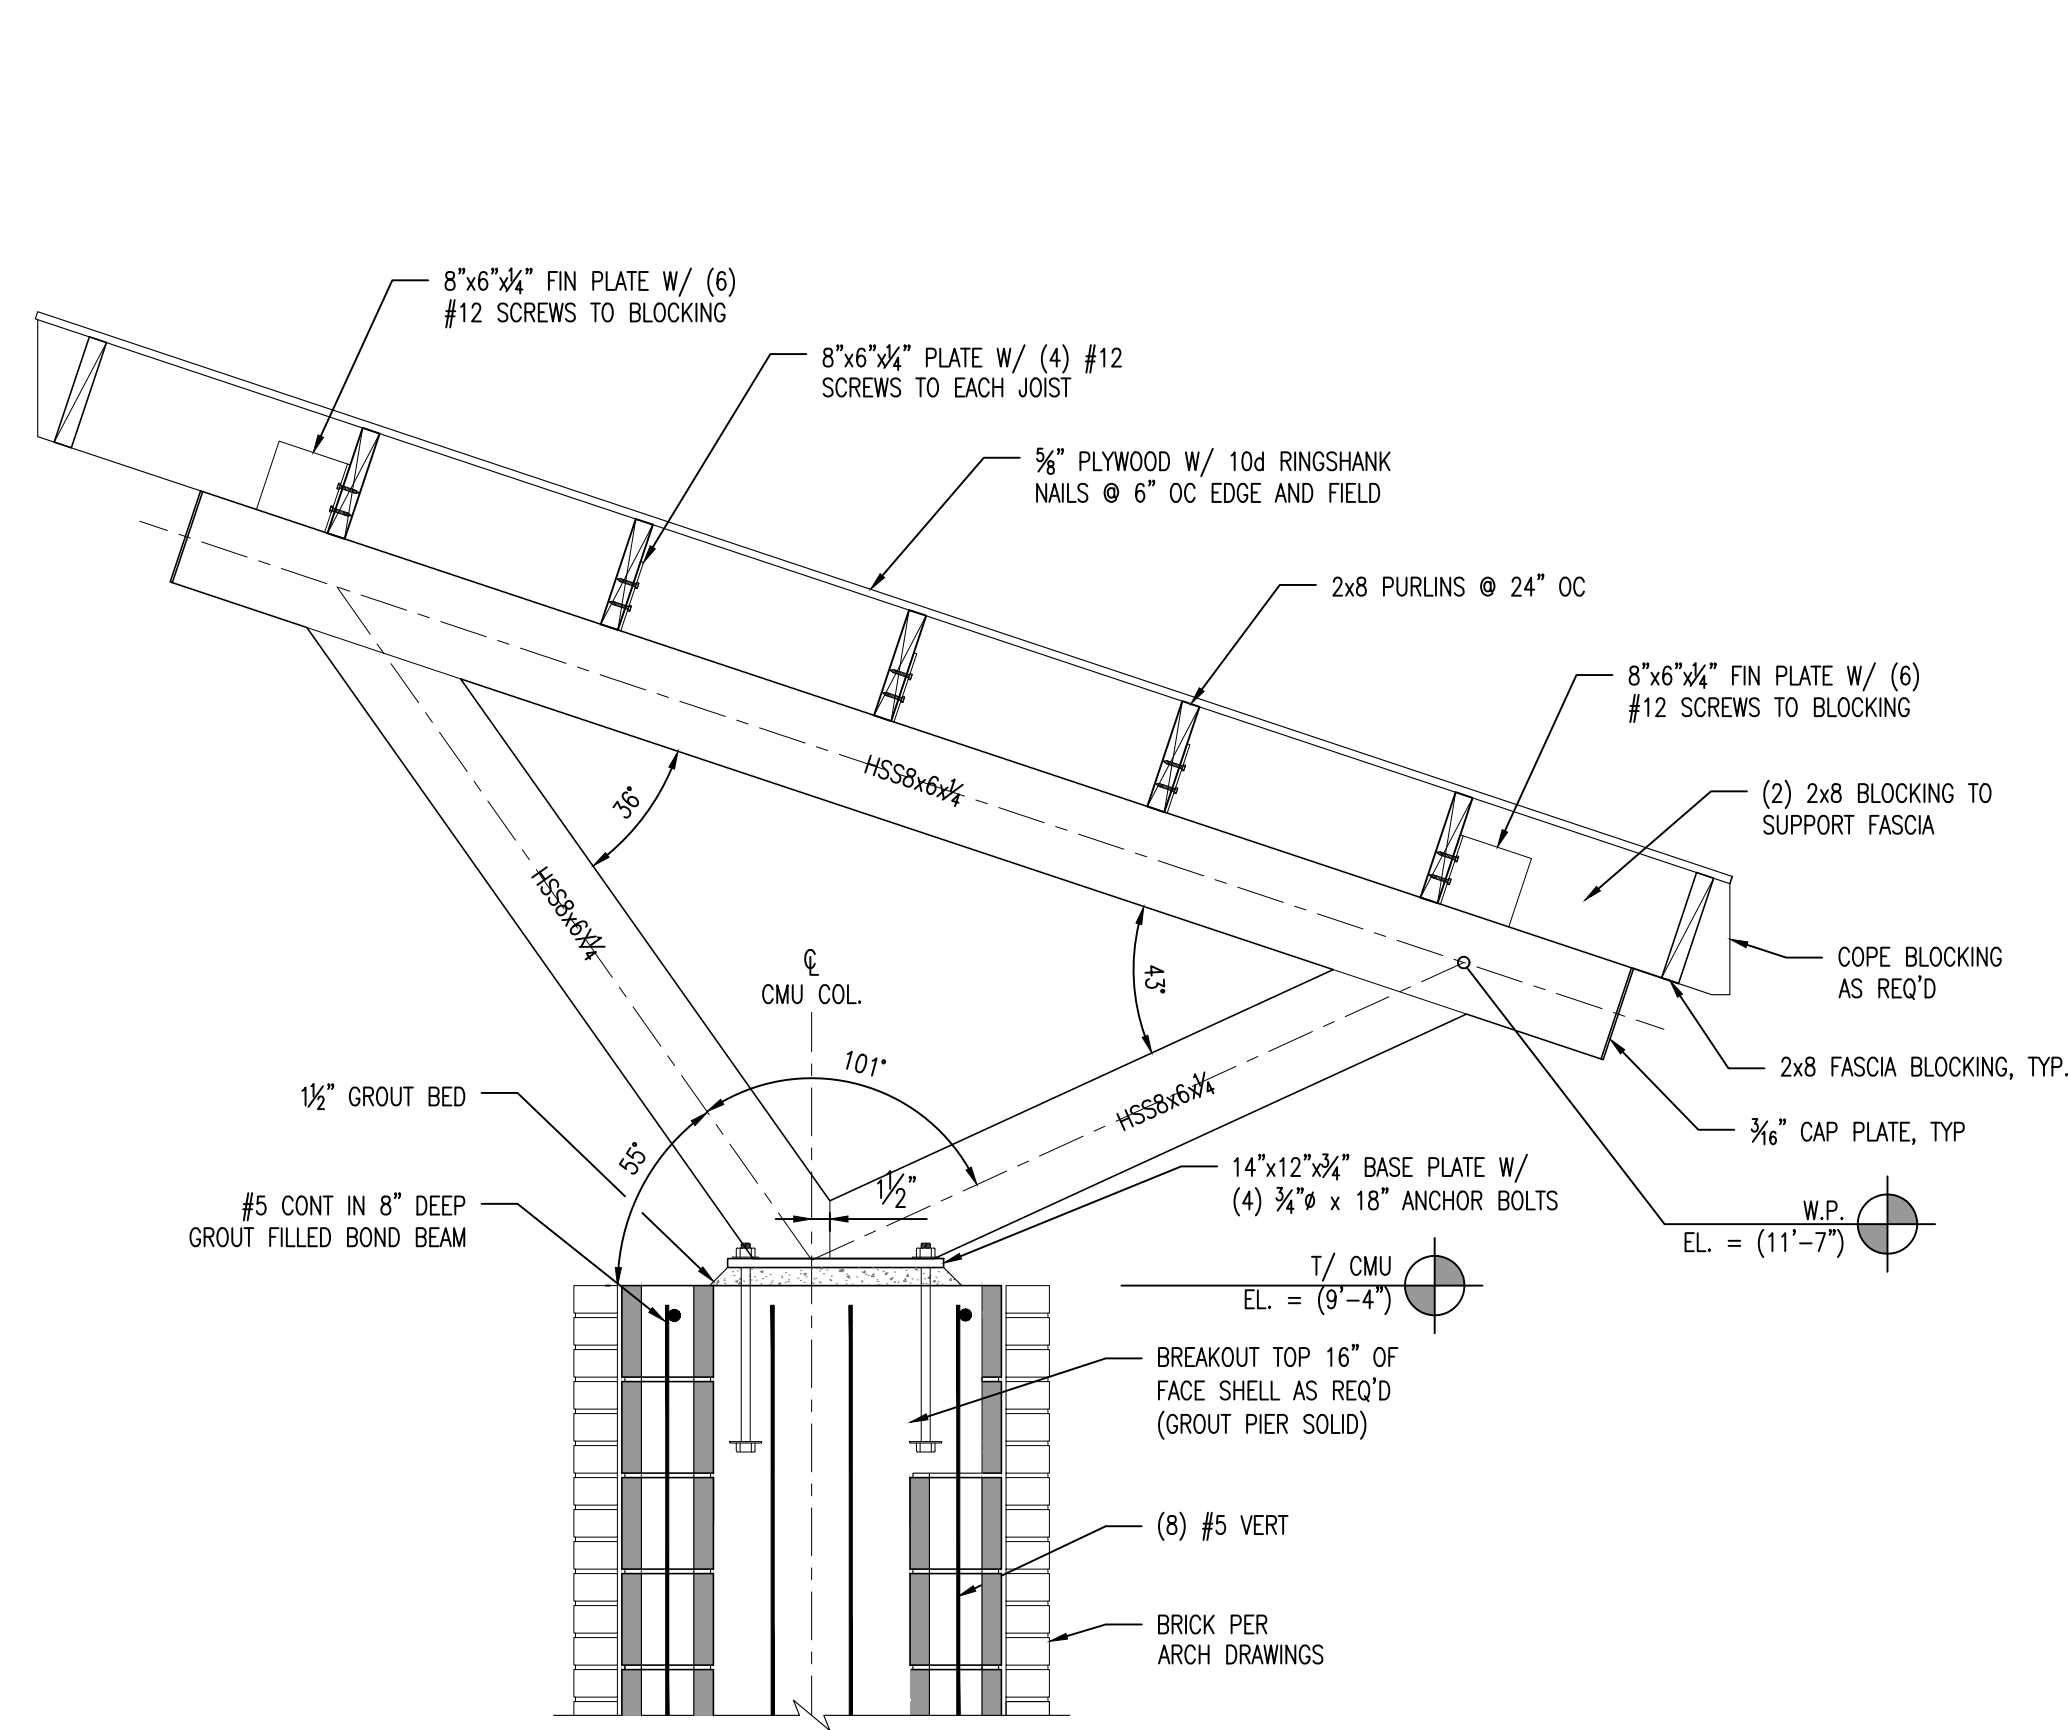 8"x6"x¼" FIN PLATE W/ (6)
#12 SCREWS TO BLOCKING
8"x6"x¼" PLATE W/ (4) #12
SCREWS TO EACH JOIST
⅝" PLYWOOD W/ 10d RINGSHANK
NAILS @ 6" OC EDGE AND FIELD
2x8 PURLINS @ 24" OC
8"x6"x¼" FIN PLATE W/ (6)
#12 SCREWS TO BLOCKING
HSS8x6x¼
36°
(2) 2x8 BLOCKING TO
SUPPORT FASCIA
HSS8x6x¼
℄
CMU COL.
43°
COPE BLOCKING
AS REQ'D
101°
2x8 FASCIA BLOCKING, TYP.
1½" GROUT BED
HSS8x6x¼
3/16" CAP PLATE, TYP
55°
1½"
14"x12"x¾" BASE PLATE W/
(4) ¾"ø x 18" ANCHOR BOLTS
#5 CONT IN 8" DEEP
GROUT FILLED BOND BEAM
W.P.
EL. = (11'-7")
T/ CMU
EL. = (9'-4")
BREAKOUT TOP 16" OF
FACE SHELL AS REQ'D
(GROUT PIER SOLID)
(8) #5 VERT
BRICK PER
ARCH DRAWINGS